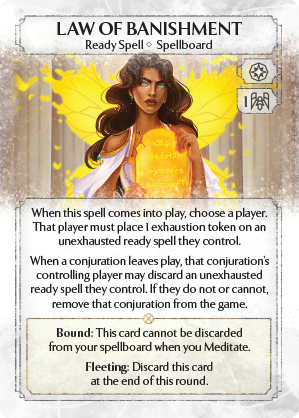 LAW OF BANISHMENT
Ready Spell ◇ Spellboard
1
When this spell comes into play, choose a player.
That player must place 1 exhaustion token on an
unexhausted ready spell they control.
When a conjuration leaves play, that conjuration's
controlling player may discard an unexhausted
ready spell they control. If they do not or cannot,
remove that conjuration from the game.
Bound: This card cannot be discarded
from your spellboard when you Meditate.
Fleeting: Discard this card
at the end of this round.